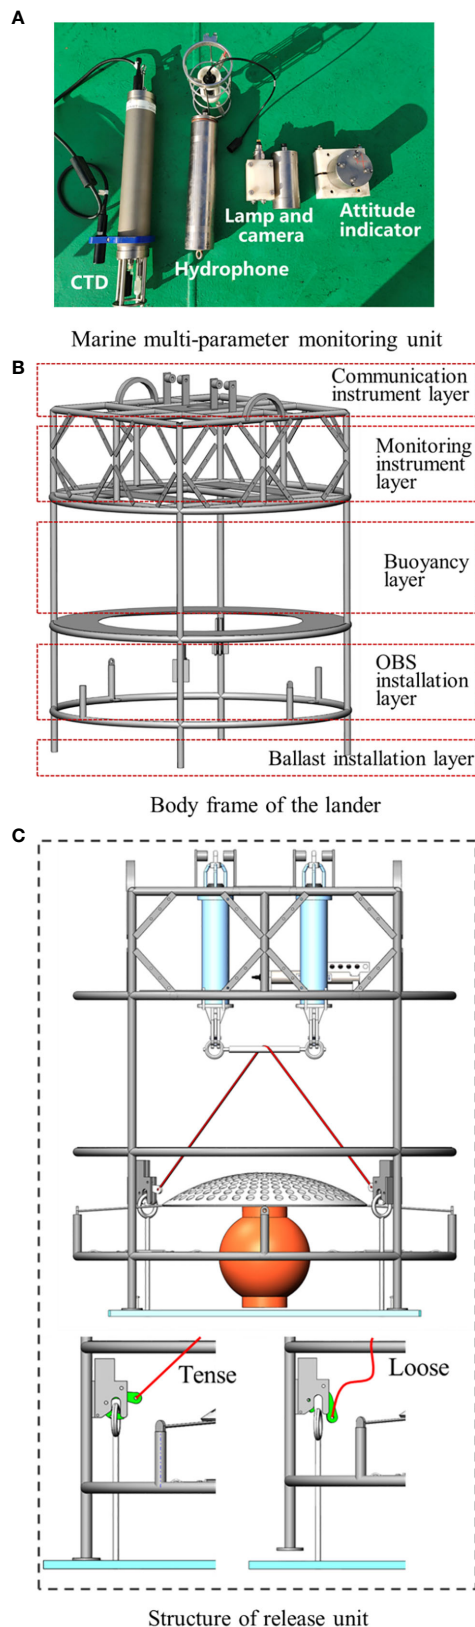 A
CTD
Hydrophone
Lamp and
camera
Attitude
indicator
Marine multi-parameter monitoring unit
B
Communication
instrument layer
Monitoring
instrument
layer
Buoyancy
layer
OBS
installation
layer
Ballast installation layer
Body frame of the lander
C
Tense
Loose
Structure of release unit